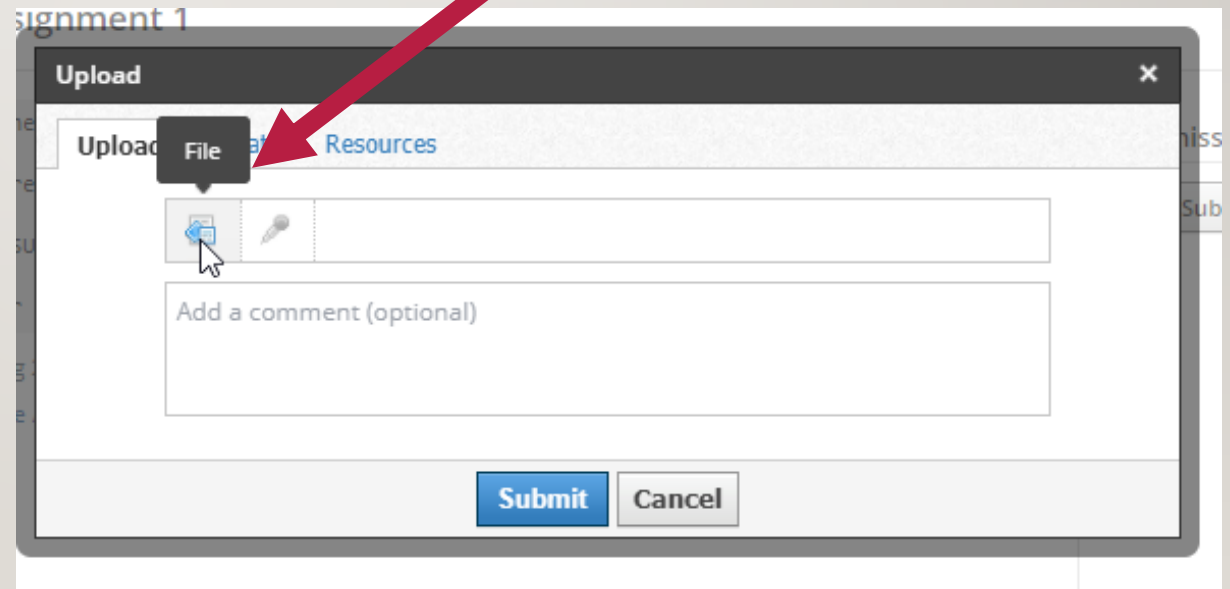 signment 1
Upload
Upload
File
Resources
Add a comment (optional)
Submit Cancel